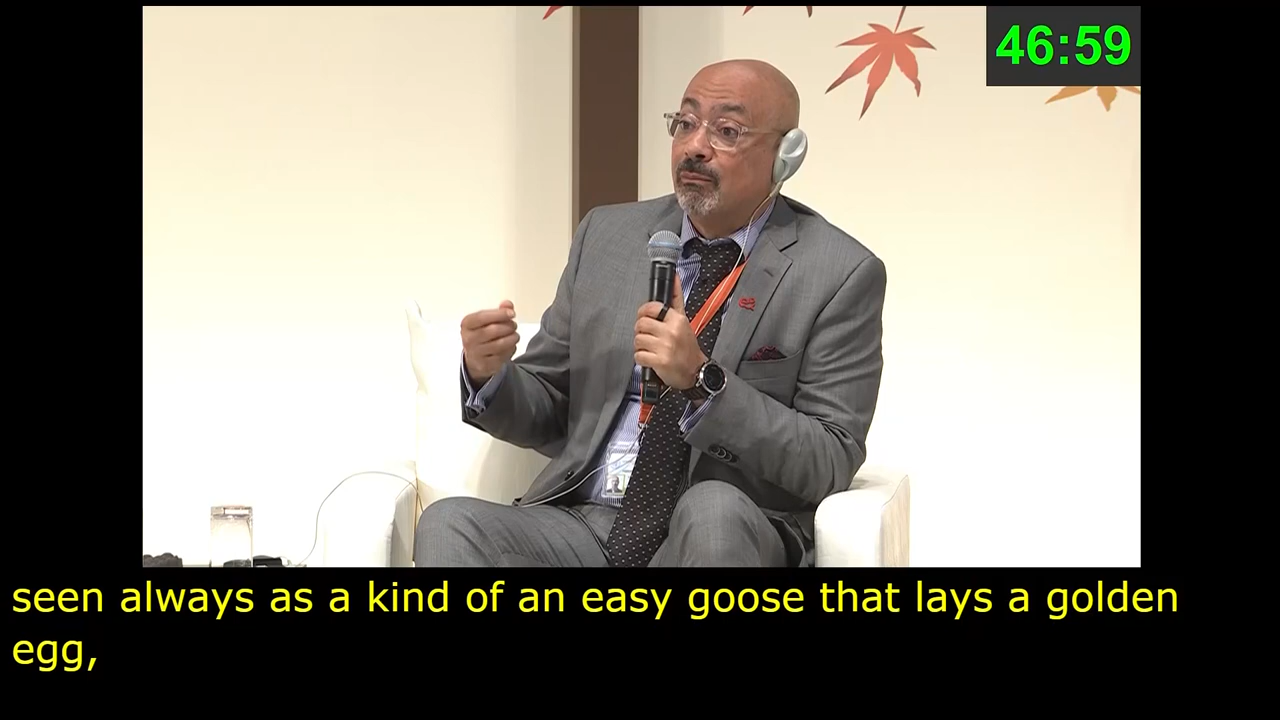 46:59
seen always as a kind of an easy goose that lays a golden
egg,